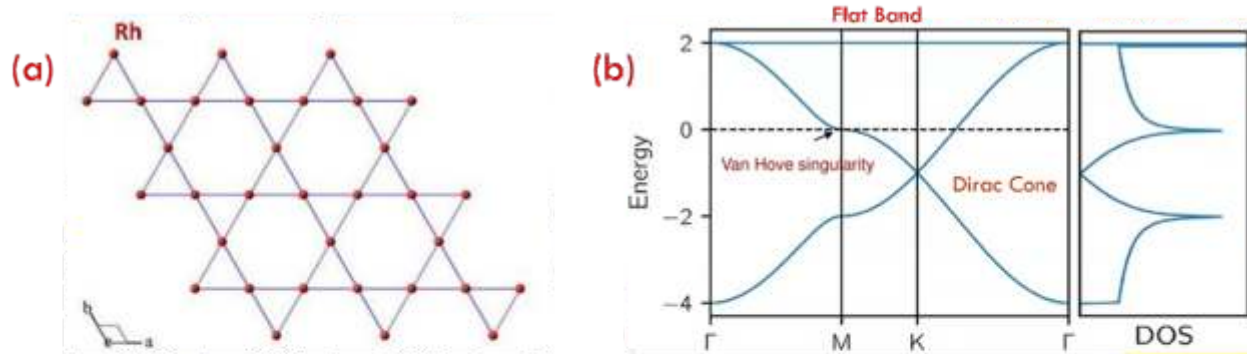 (a)
Rh
b
c
a
(b)
Flat Band
Energy
2
0
−2
−4
Van Hove singularity
Dirac Cone
Γ
M
K
Γ
DOS